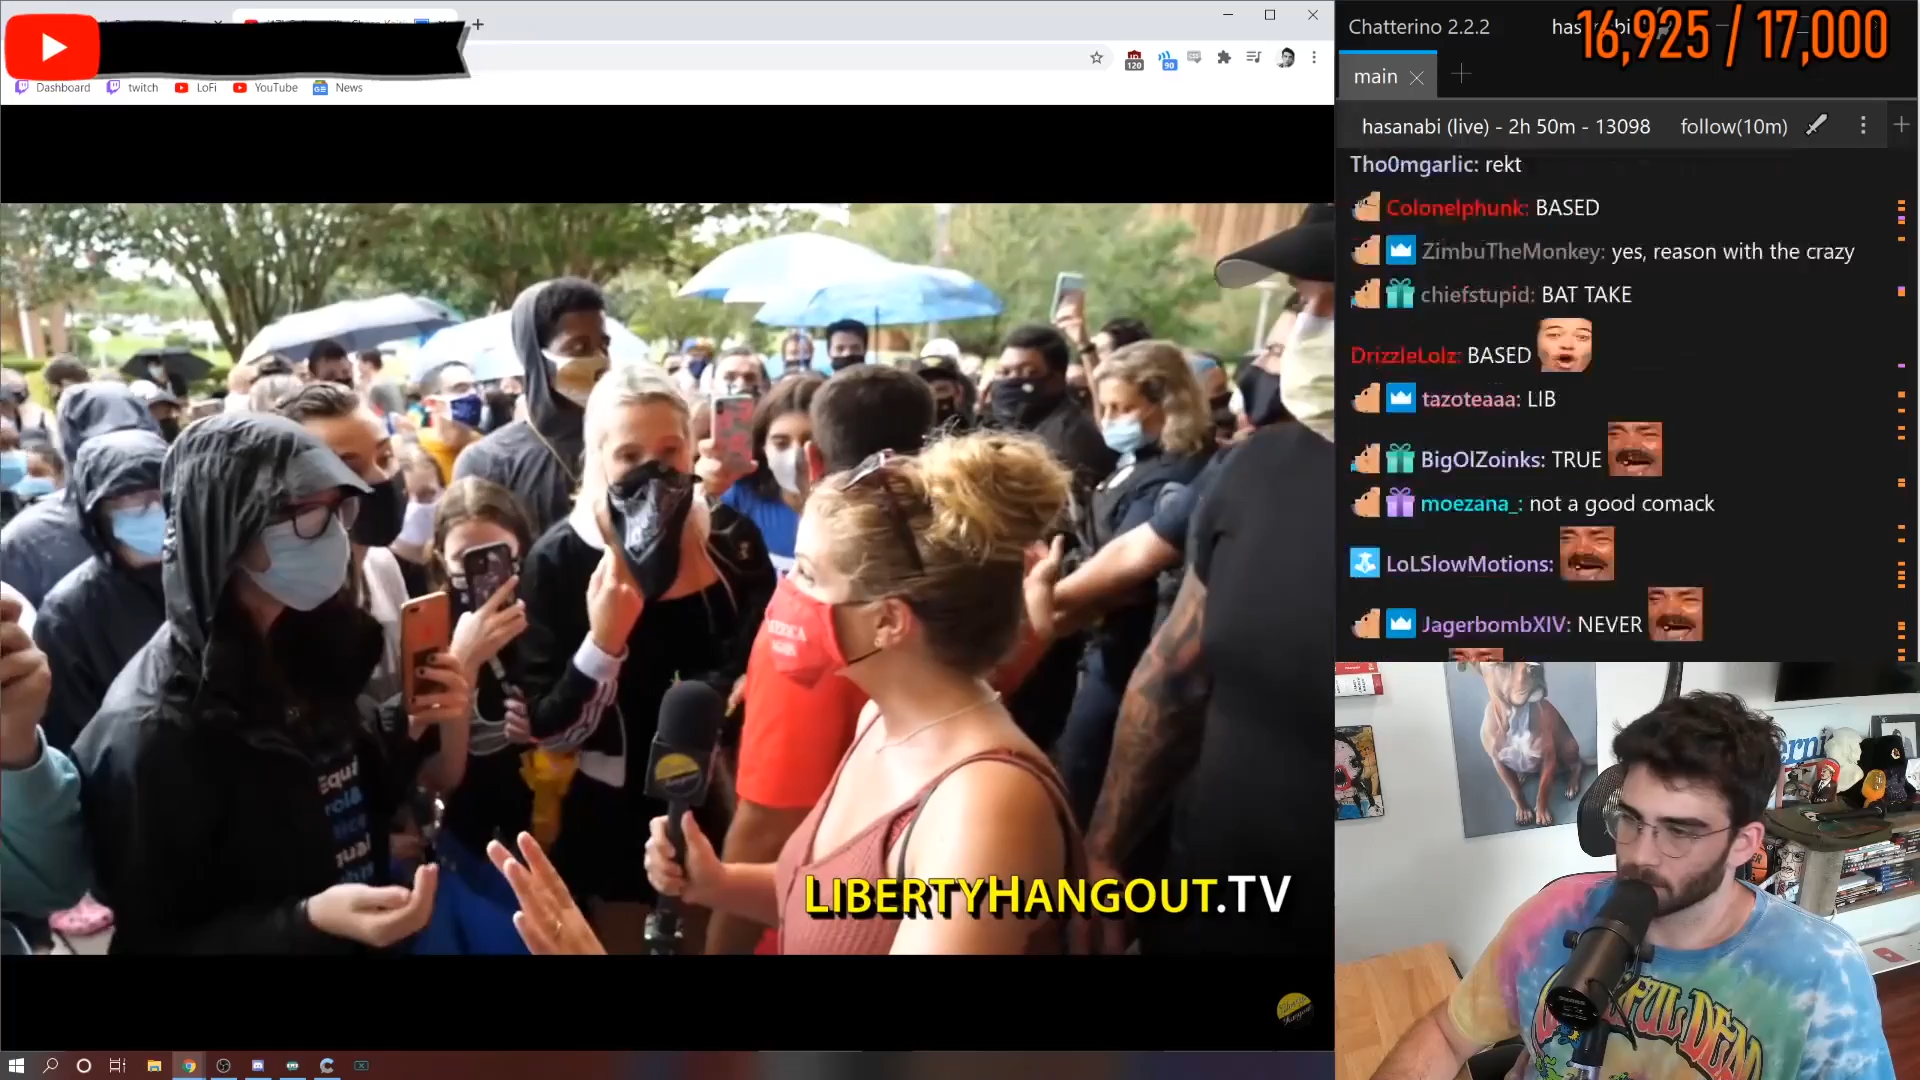 Dashboard
twitch
LoFi
YouTube
News
120
90
Chatterino 2.2.2
16,925 / 17,000
main
hasanabi (live) - 2h 50m - 13098
follow(10m)
Tho0mgarlic: rekt
Colonelphunk: BASED
ZimbuTheMonkey: yes, reason with the crazy
chiefstupid: BAT TAKE
DrizzleLolz: BASED
tazoteaaa: LIB
BigOlZoinks: TRUE
moezana_: not a good comack
LoLSlowMotions:
JagerbombXIV: NEVER
LIBERTYHANGOUT.TV